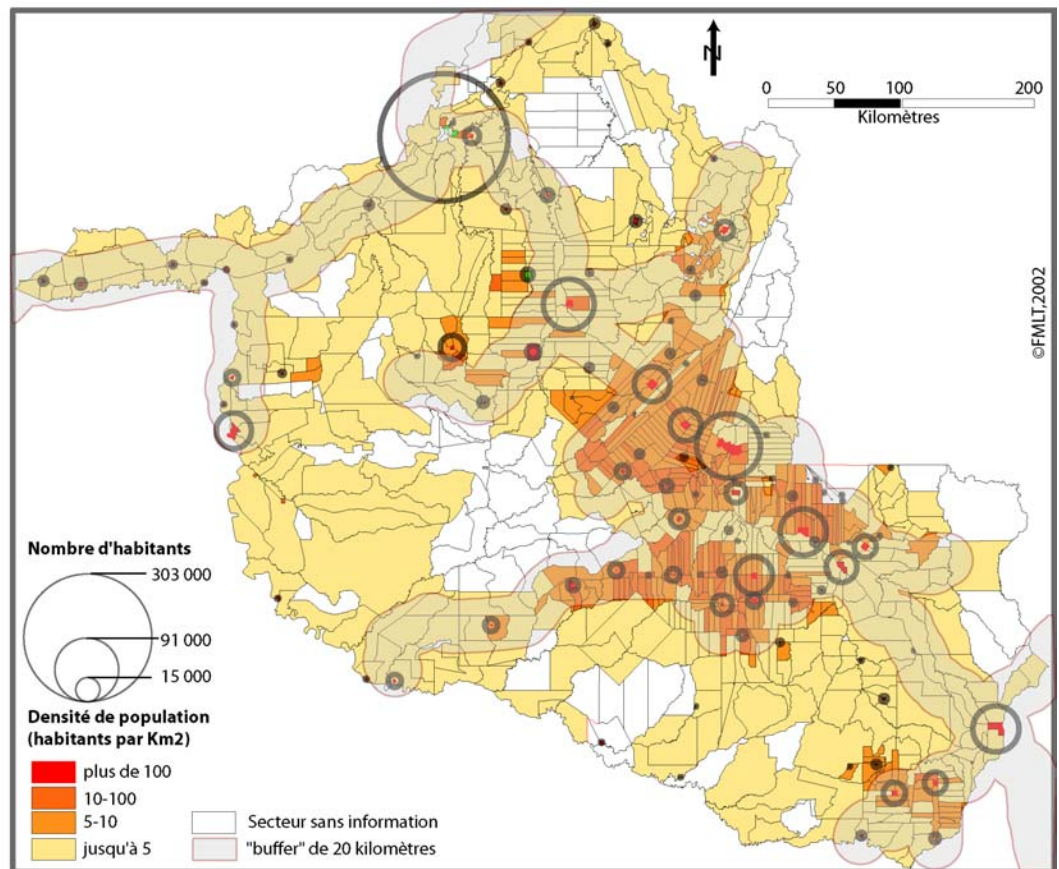 N
0 50 100 200
Kilomètres
©FMLT,2002
Nombre d'habitants
303 000
91 000
15 000
Densité de population
(habitants par Km2)
plus de 100
10-100
5-10
jusqu'à 5
Secteur sans information
"buffer" de 20 kilomètres